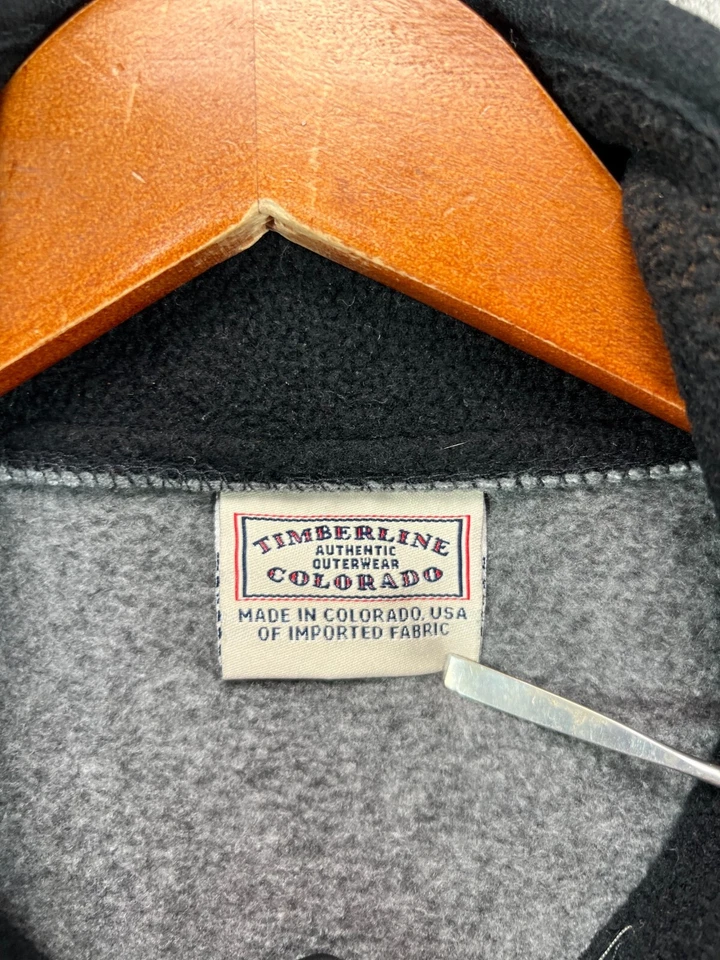 TIMBERLINE
AUTHENTIC
OUTERWEAR
COLORADO
MADE IN COLORADO, USA
OF IMPORTED FABRIC